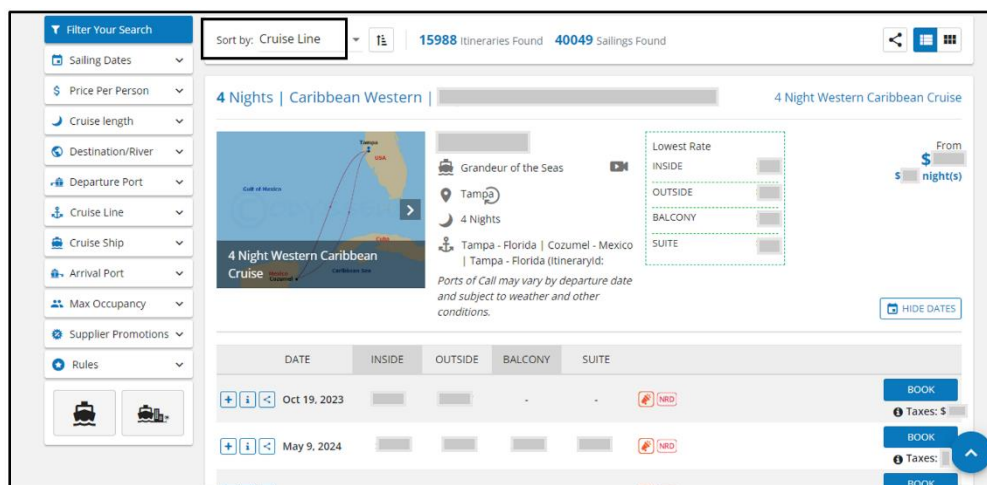 Filter Your Search
Sailing Dates
Price Per Person
Cruise length
Destination/River
Departure Port
Cruise Line
Cruise Ship
Arrival Port
Max Occupancy
Supplier Promotions
Rules
Sort by: Cruise Line
15988 Itineraries Found 40049 Sailings Found
4 Nights | Caribbean Western |
4 Night Western Caribbean Cruise
Tampa
USA
Gulf of Mexico
Cuba
Mexico
Cozumel
Caribbean Sea
4 Night Western Caribbean
Cruise
Grandeur of the Seas
Tampa
4 Nights
Tampa - Florida | Cozumel - Mexico
| Tampa - Florida (ItineraryId:
Ports of Call may vary by departure date
and subject to weather and other
conditions.
Lowest Rate
INSIDE
OUTSIDE
BALCONY
SUITE
From
$
$ night(s)
HIDE DATES
DATE INSIDE OUTSIDE BALCONY SUITE
+ i Oct 19, 2023 - - NRD BOOK
Taxes: $
+ i May 9, 2024 NRD BOOK
Taxes:
BOOK